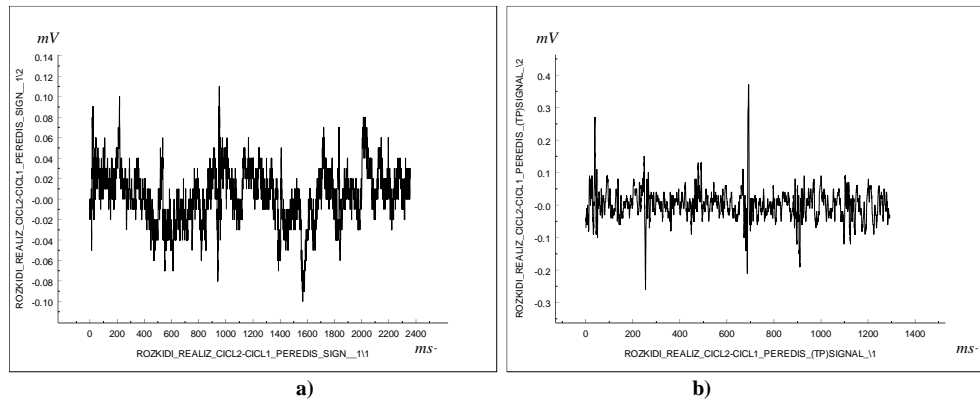 mV
0.14
0.12
0.10
0.08
0.06
0.04
0.02
-0.00
-0.02
-0.04
-0.06
-0.08
-0.10
ROZKIDI_REALIZ_CICL2-CICL1_PEREDIS_SIGN__1\2
0 200 400 600 800 1000 1200 1400 1600 1800 2000 2200 2400
ROZKIDI_REALIZ_CICL2-CICL1_PEREDIS_SIGN__1\1
ms-
a)
mV
0.4
0.3
0.2
0.1
-0.0
-0.1
-0.2
-0.3
ROZKIDI_REALIZ_CICL2-CICL1_PEREDIS_(TP)SIGNAL_\2
0 200 400 600 800 1000 1200 1400
ROZKIDI_REALIZ_CICL2-CICL1_PEREDIS_(TP)SIGNAL_\1
ms-
b)